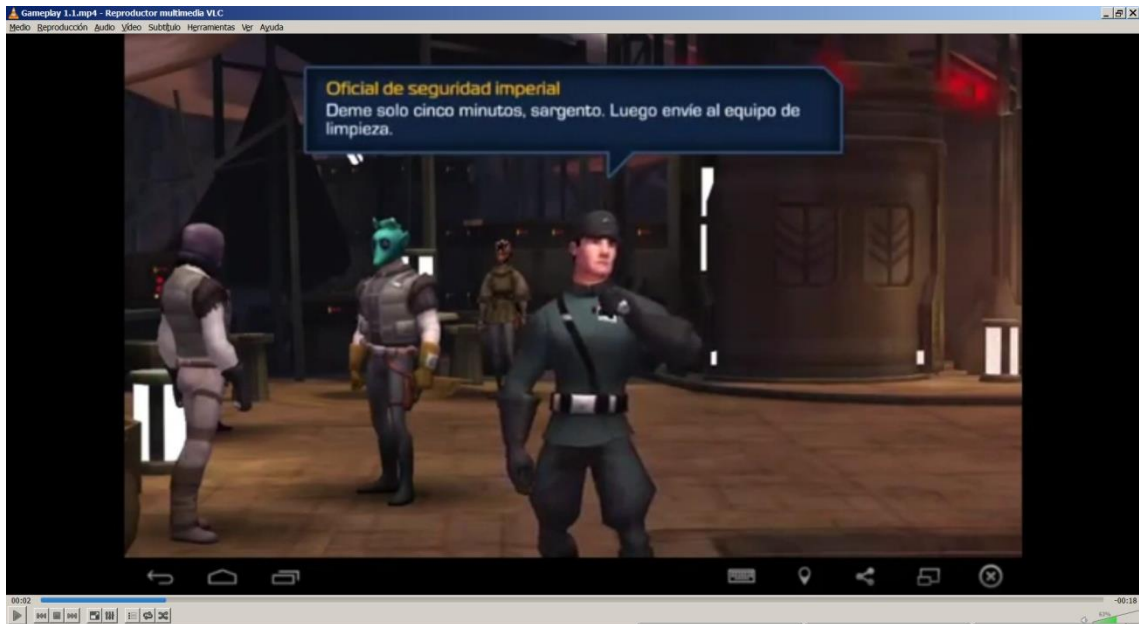 Gameplay 1.1.mp4 - Reproductor multimedia VLC
Medio Reproducción Audio Vídeo Subtítulo Herramientas Ver Ayuda
Oficial de seguridad imperial
Deme solo cinco minutos, sargento. Luego envíe al equipo de
limpieza.
00:02
-00:18